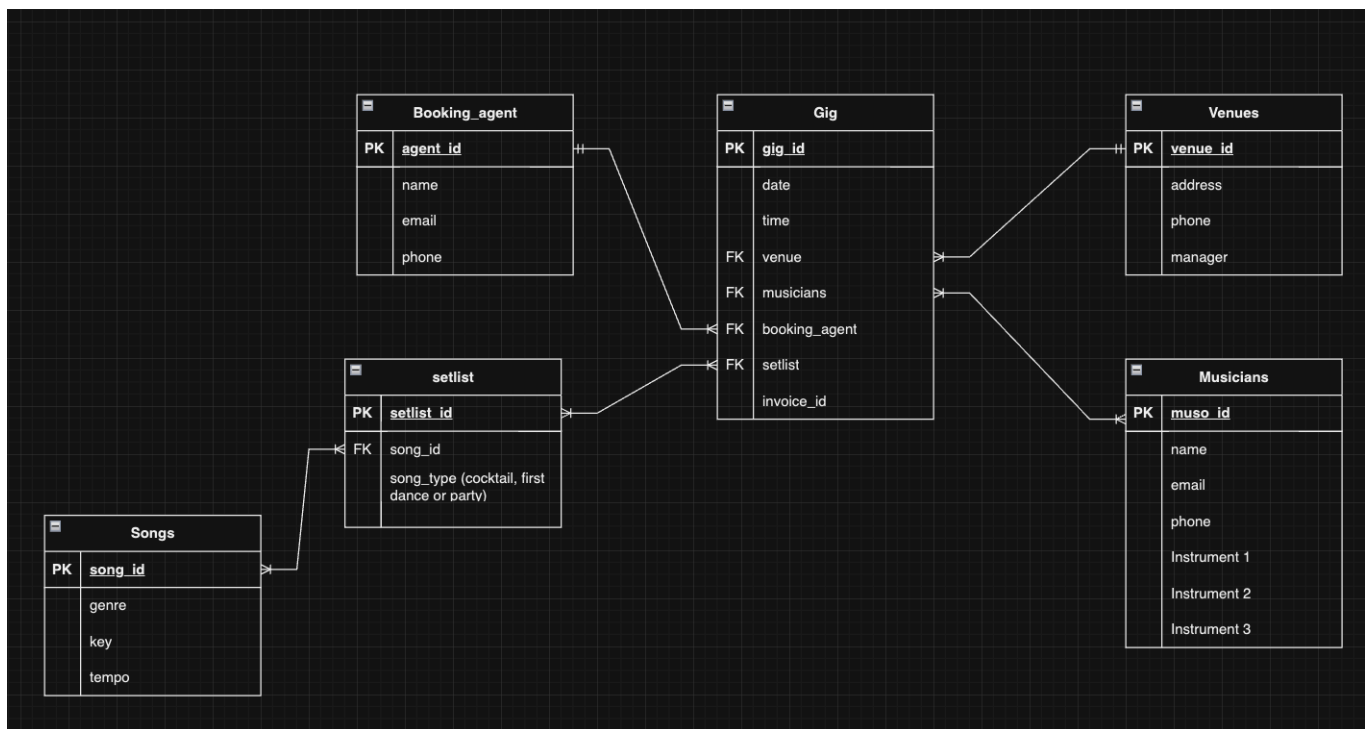 Booking_agent
PK agent_id
name
email
phone
Gig
PK gig_id
date
time
FK venue
FK musicians
FK booking_agent
FK setlist
invoice_id
Venues
PK venue_id
address
phone
manager
setlist
PK setlist_id
FK song_id
song_type (cocktail, first
dance or party)
Musicians
PK muso_id
name
email
phone
Instrument 1
Instrument 2
Instrument 3
Songs
PK song_id
genre
key
tempo